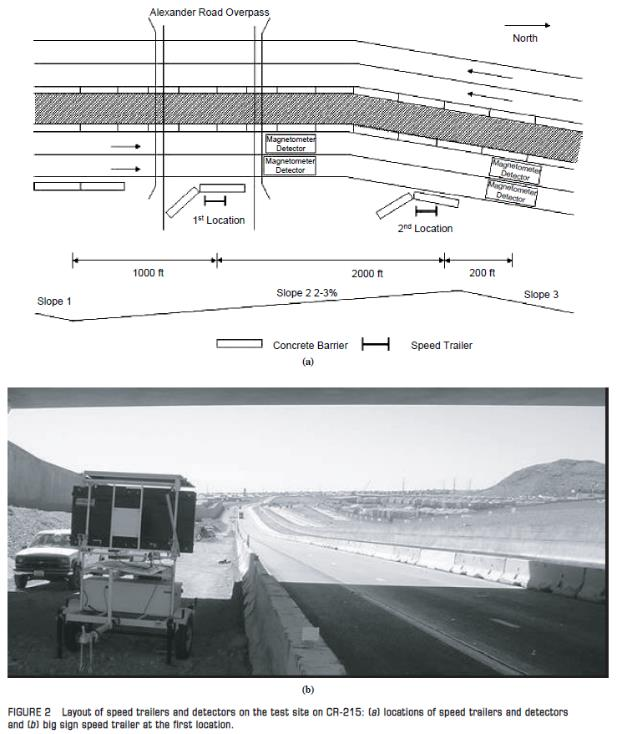 Alexander Road Overpass
North
Magnetometer
Detector
Magnetometer
Detector
Magnetometer
Detector
Magnetometer
Detector
1st Location
2nd Location
1000 ft
2000 ft
200 ft
Slope 1
Slope 2 2-3%
Slope 3
Concrete Barrier
Speed Trailer
(a)
(b)
FIGURE 2 Layout of speed trailers and detectors on the test site on CR-215: (a) locations of speed trailers and detectors
and (b) big sign speed trailer at the first location.